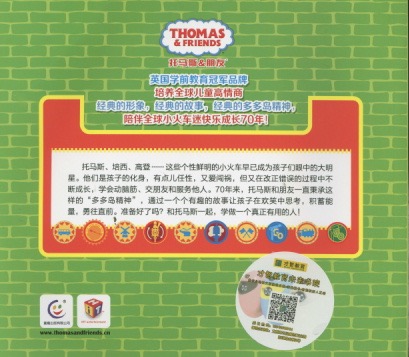 THOMAS
& FRIENDS
托马斯&朋友
英国学前教育冠军品牌
培养全球儿童高情商
经典的形象，经典的故事，经典的多多岛精神，
陪伴全球小火车迷快乐成长70年！
托马斯、培西、高登……这些个性鲜明的小火车早已成为孩子们眼中的大明
星。他们是孩子的化身，有点儿任性，又爱闯祸，但又在改正错误的过程中不
断成长，学会动脑筋、交朋友和服务他人。70年来，托马斯和朋友一直秉承这
样的“多多岛精神”，通过一个个有趣的故事让孩子在欢笑中思考，积蓄能
量，勇往直前。准备好了吗？和托马斯一起，学做一个真正有用的人！
www.thomasandfriends.cn